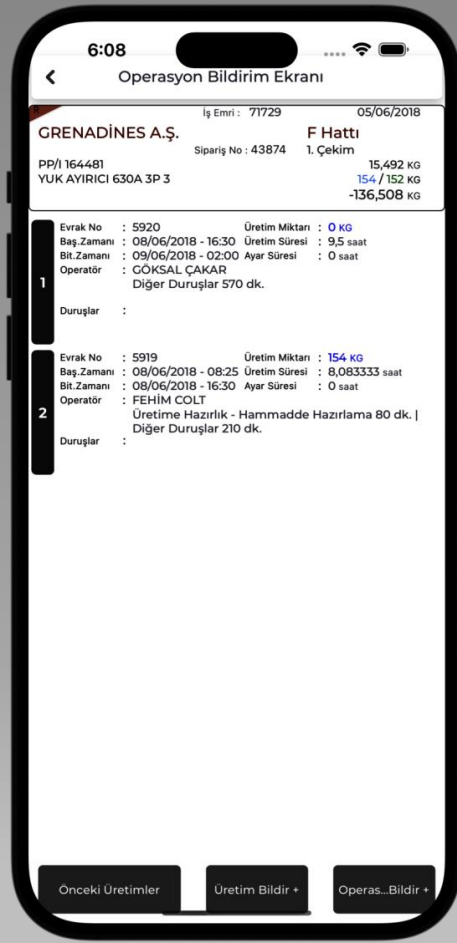 6:08
Operasyon Bildirim Ekranı
R
İş Emri : 71729 05/06/2018
GRENADİNES A.Ş. F Hattı
Sipariş No : 43874 1. Çekim
PP/I 164481 15,492 KG
YUK AYIRICI 630A 3P 3 154 / 152 KG
-136,508 KG
1
Evrak No : 5920 Üretim Miktarı : 0 KG
Baş.Zamanı : 08/06/2018 - 16:30 Üretim Süresi : 9,5 saat
Bit.Zamanı : 09/06/2018 - 02:00 Ayar Süresi : 0 saat
Operatör : GÖKSAL ÇAKAR
Diğer Duruşlar 570 dk.
Duruşlar :
2
Evrak No : 5919 Üretim Miktarı : 154 KG
Baş.Zamanı : 08/06/2018 - 08:25 Üretim Süresi : 8,083333 saat
Bit.Zamanı : 08/06/2018 - 16:30 Ayar Süresi : 0 saat
Operatör : FEHİM COLT
Üretime Hazırlık - Hammadde Hazırlama 80 dk. |
Diğer Duruşlar 210 dk.
Duruşlar :
Önceki Üretimler Üretim Bildir + Operas...Bildir +